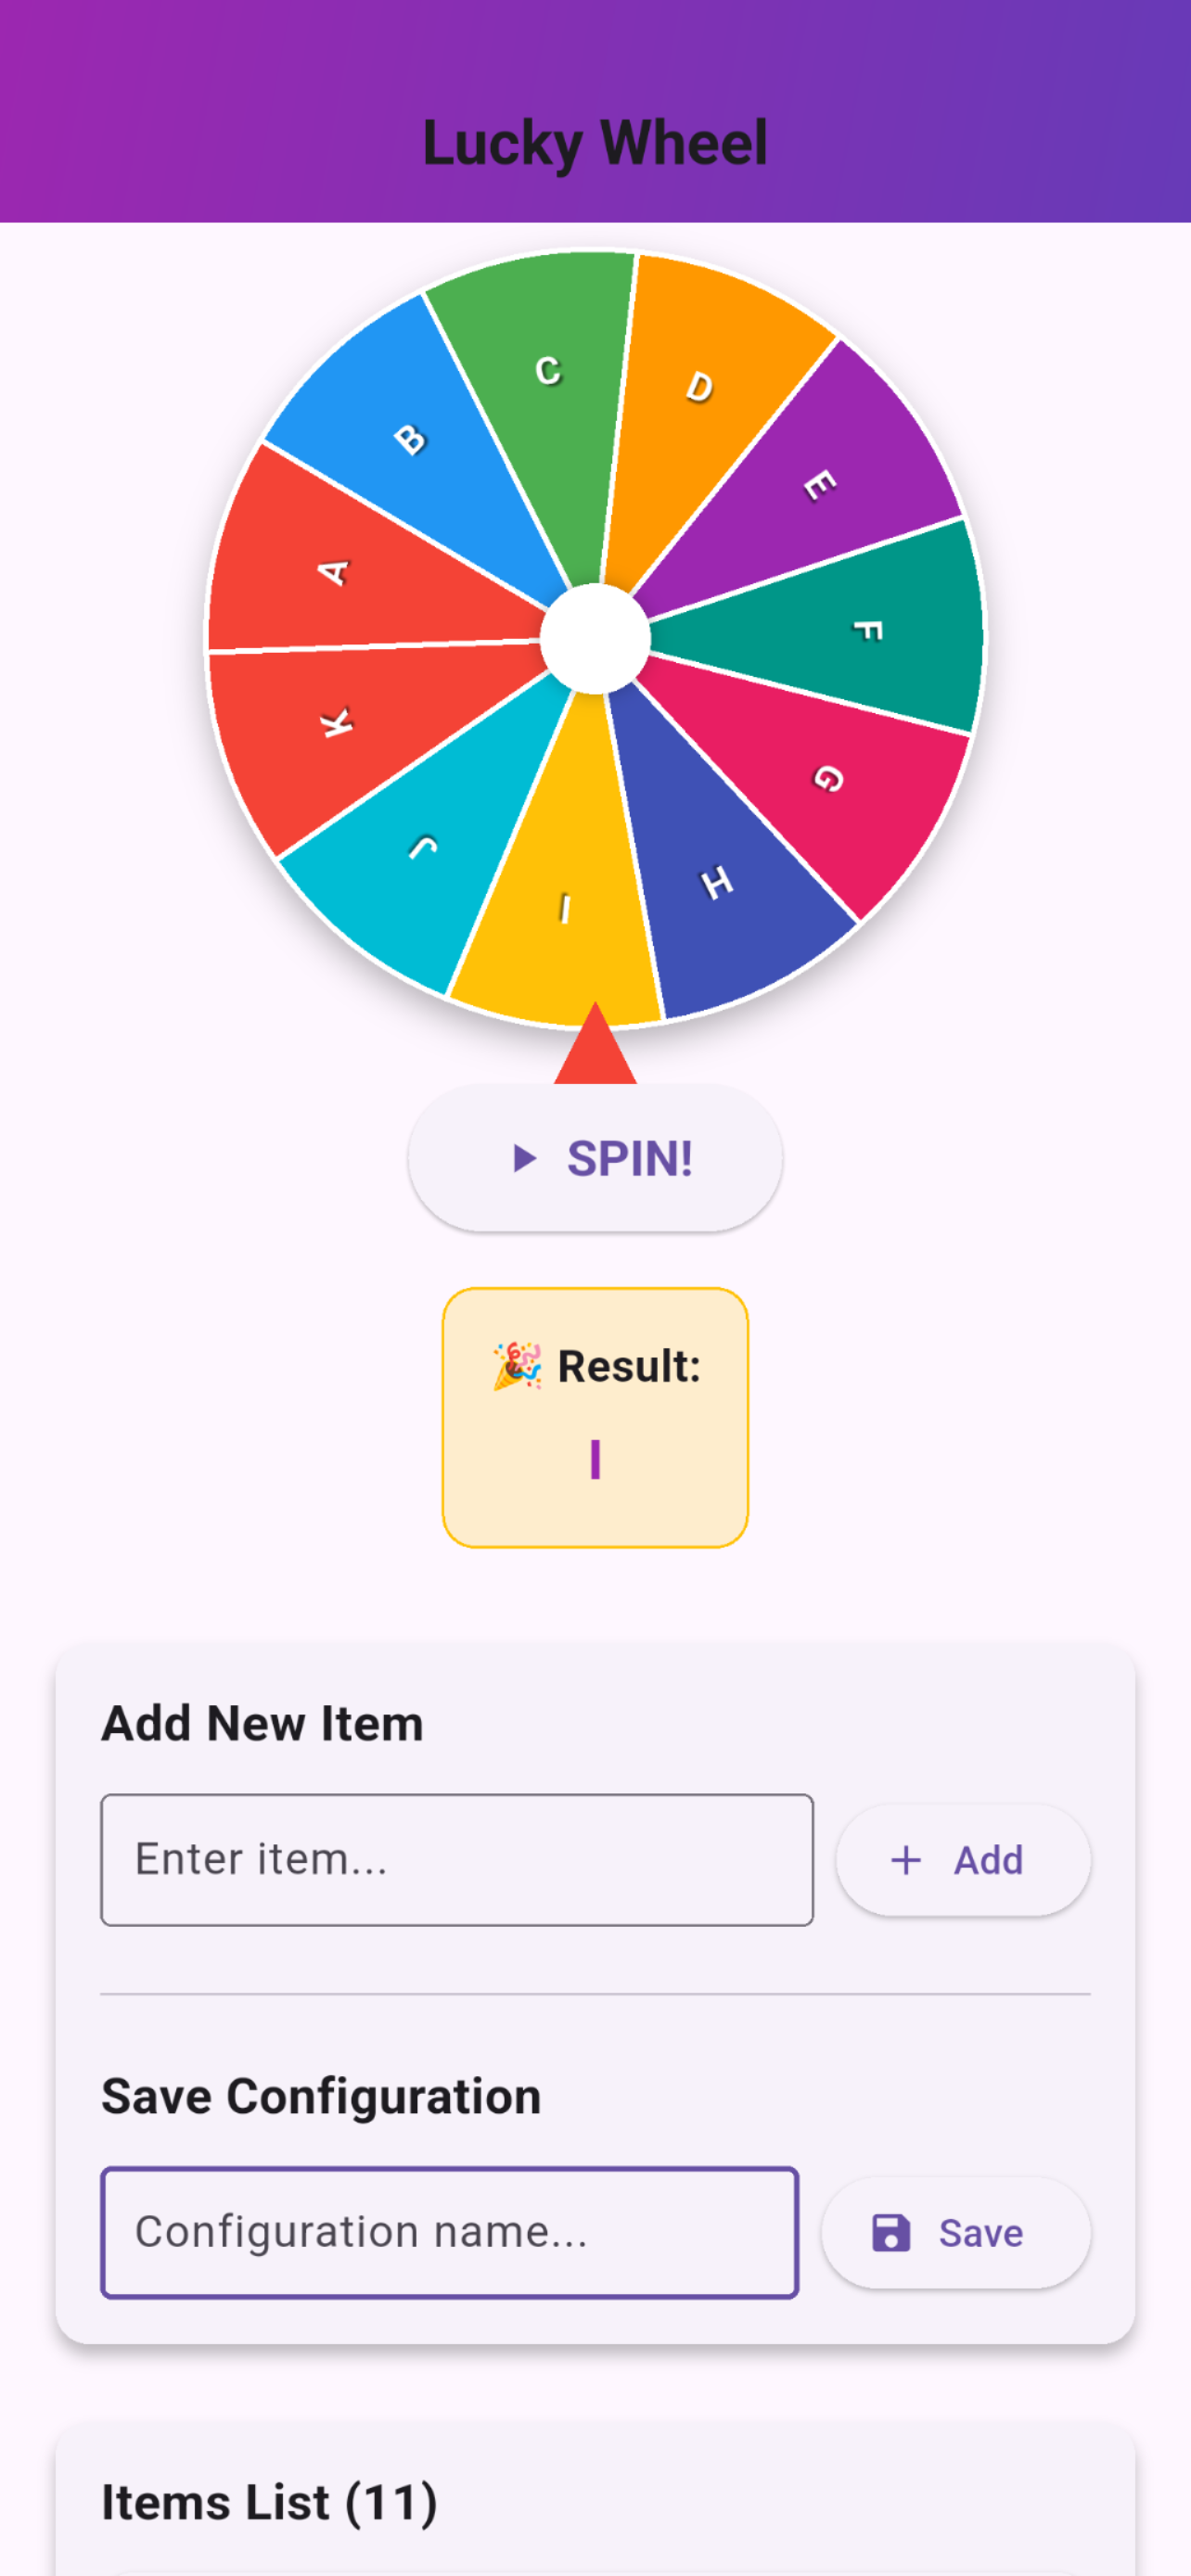 Lucky Wheel
C
D
B
E
A
F
K
G
J
H
I
SPIN!
🎉 Result:
I
Add New Item
Enter item...
+ Add
Save Configuration
Configuration name...
Save
Items List (11)